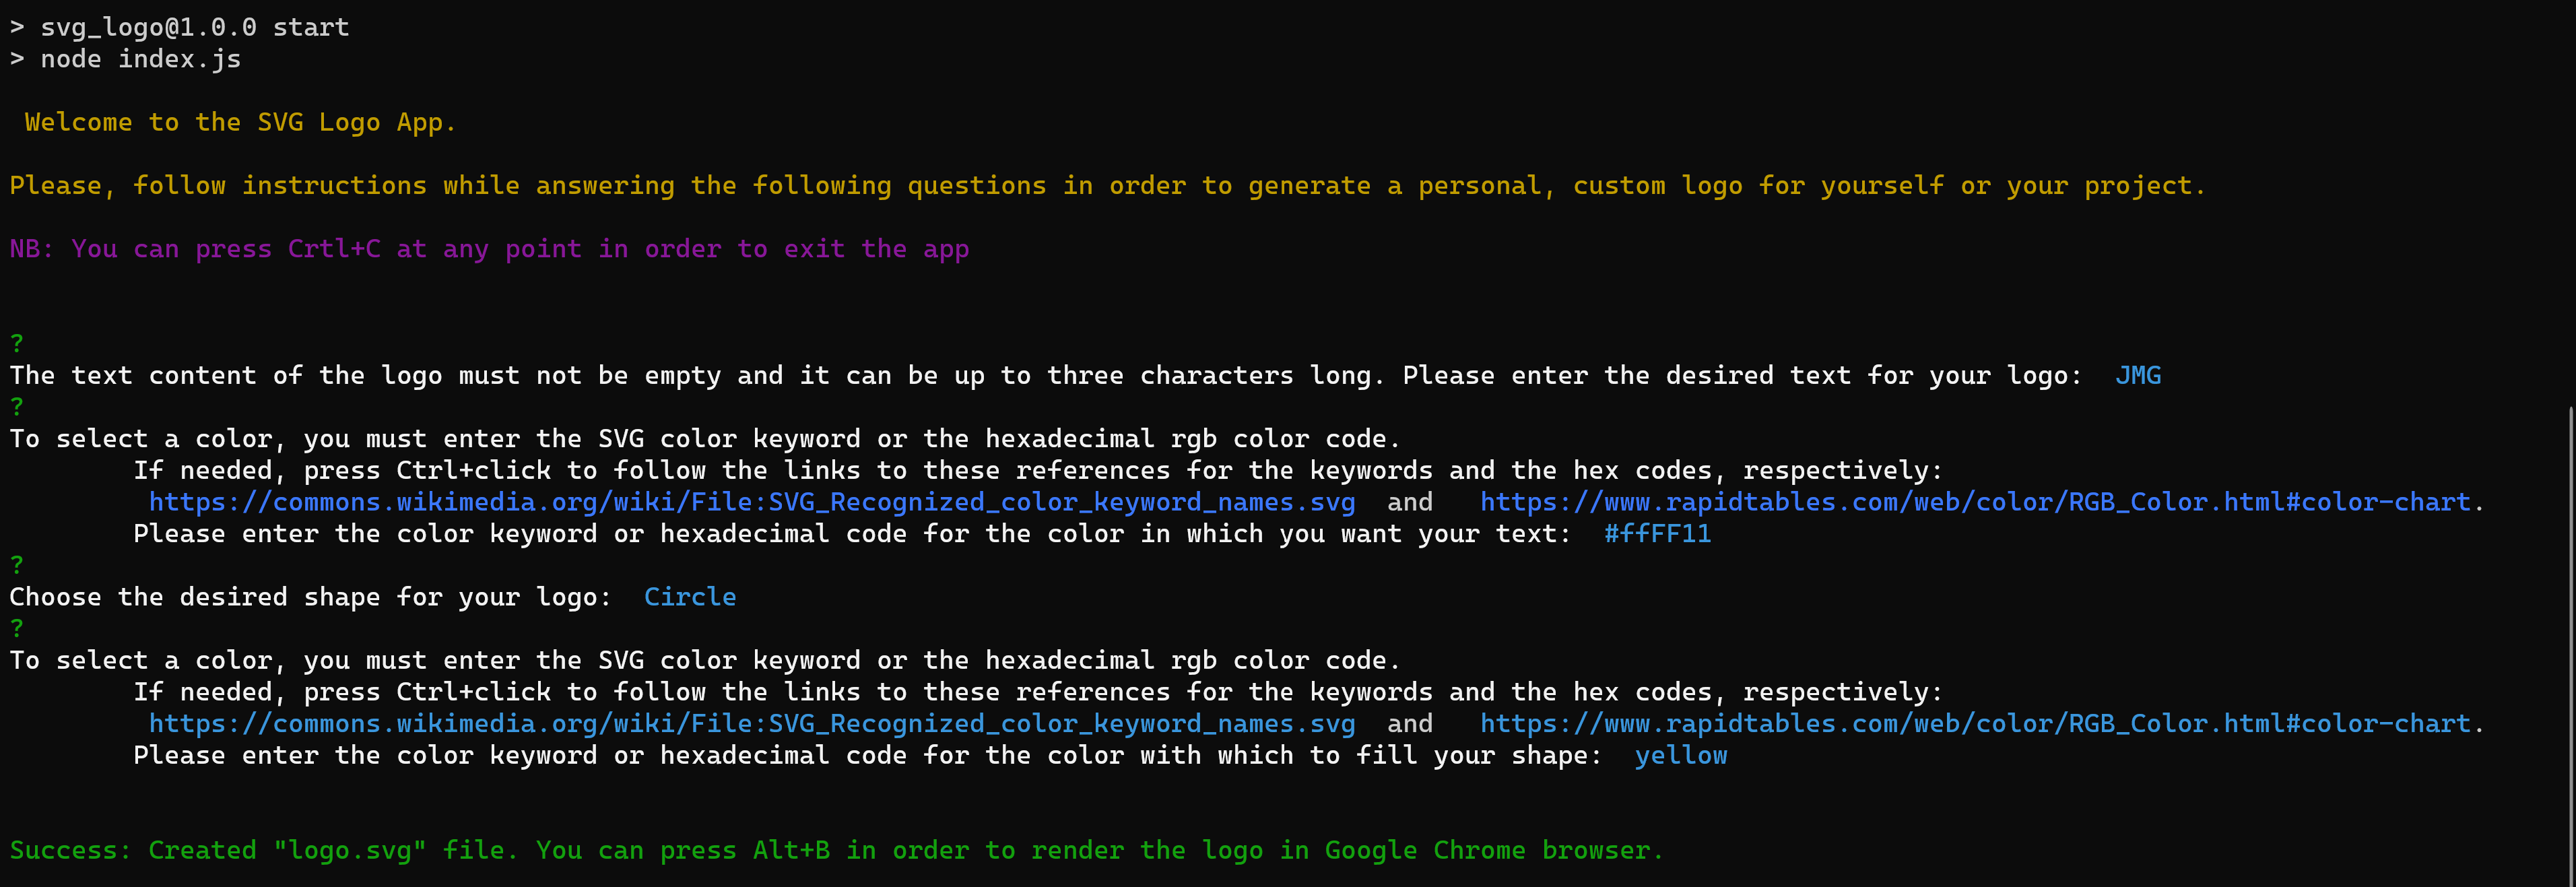 > svg_logo@1.0.0 start
> node index.js
Welcome to the SVG Logo App.
Please, follow instructions while answering the following questions in order to generate a personal, custom logo for yourself or your project.
NB: You can press Crtl+C at any point in order to exit the app
?
The text content of the logo must not be empty and it can be up to three characters long. Please enter the desired text for your logo:  JMG
?
To select a color, you must enter the SVG color keyword or the hexadecimal rgb color code.
If needed, press Ctrl+click to follow the links to these references for the keywords and the hex codes, respectively:
https://commons.wikimedia.org/wiki/File:SVG_Recognized_color_keyword_names.svg  and   https://www.rapidtables.com/web/color/RGB_Color.html#color-chart.
Please enter the color keyword or hexadecimal code for the color in which you want your text:  #ffFF11
?
Choose the desired shape for your logo:  Circle
?
To select a color, you must enter the SVG color keyword or the hexadecimal rgb color code.
If needed, press Ctrl+click to follow the links to these references for the keywords and the hex codes, respectively:
https://commons.wikimedia.org/wiki/File:SVG_Recognized_color_keyword_names.svg  and   https://www.rapidtables.com/web/color/RGB_Color.html#color-chart.
Please enter the color keyword or hexadecimal code for the color with which to fill your shape:  yellow
Success: Created "logo.svg" file. You can press Alt+B in order to render the logo in Google Chrome browser.